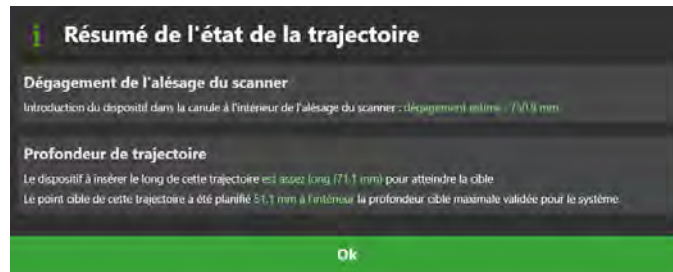 i Résumé de l'état de la trajectoire
Dégagement de l'alésage du scanner
Introduction du dispositif dans la canule à l'intérieur de l'alésage du scanner : dégagement estimé : mm
Profondeur de trajectoire
Le dispositif à insérer le long de cette trajectoire est assez long (71.1 mm) pour atteindre la cible
Le point cible de cette trajectoire a été planifié 51.1 mm à l'intérieur la profondeur cible maximale validée pour le système
Ok